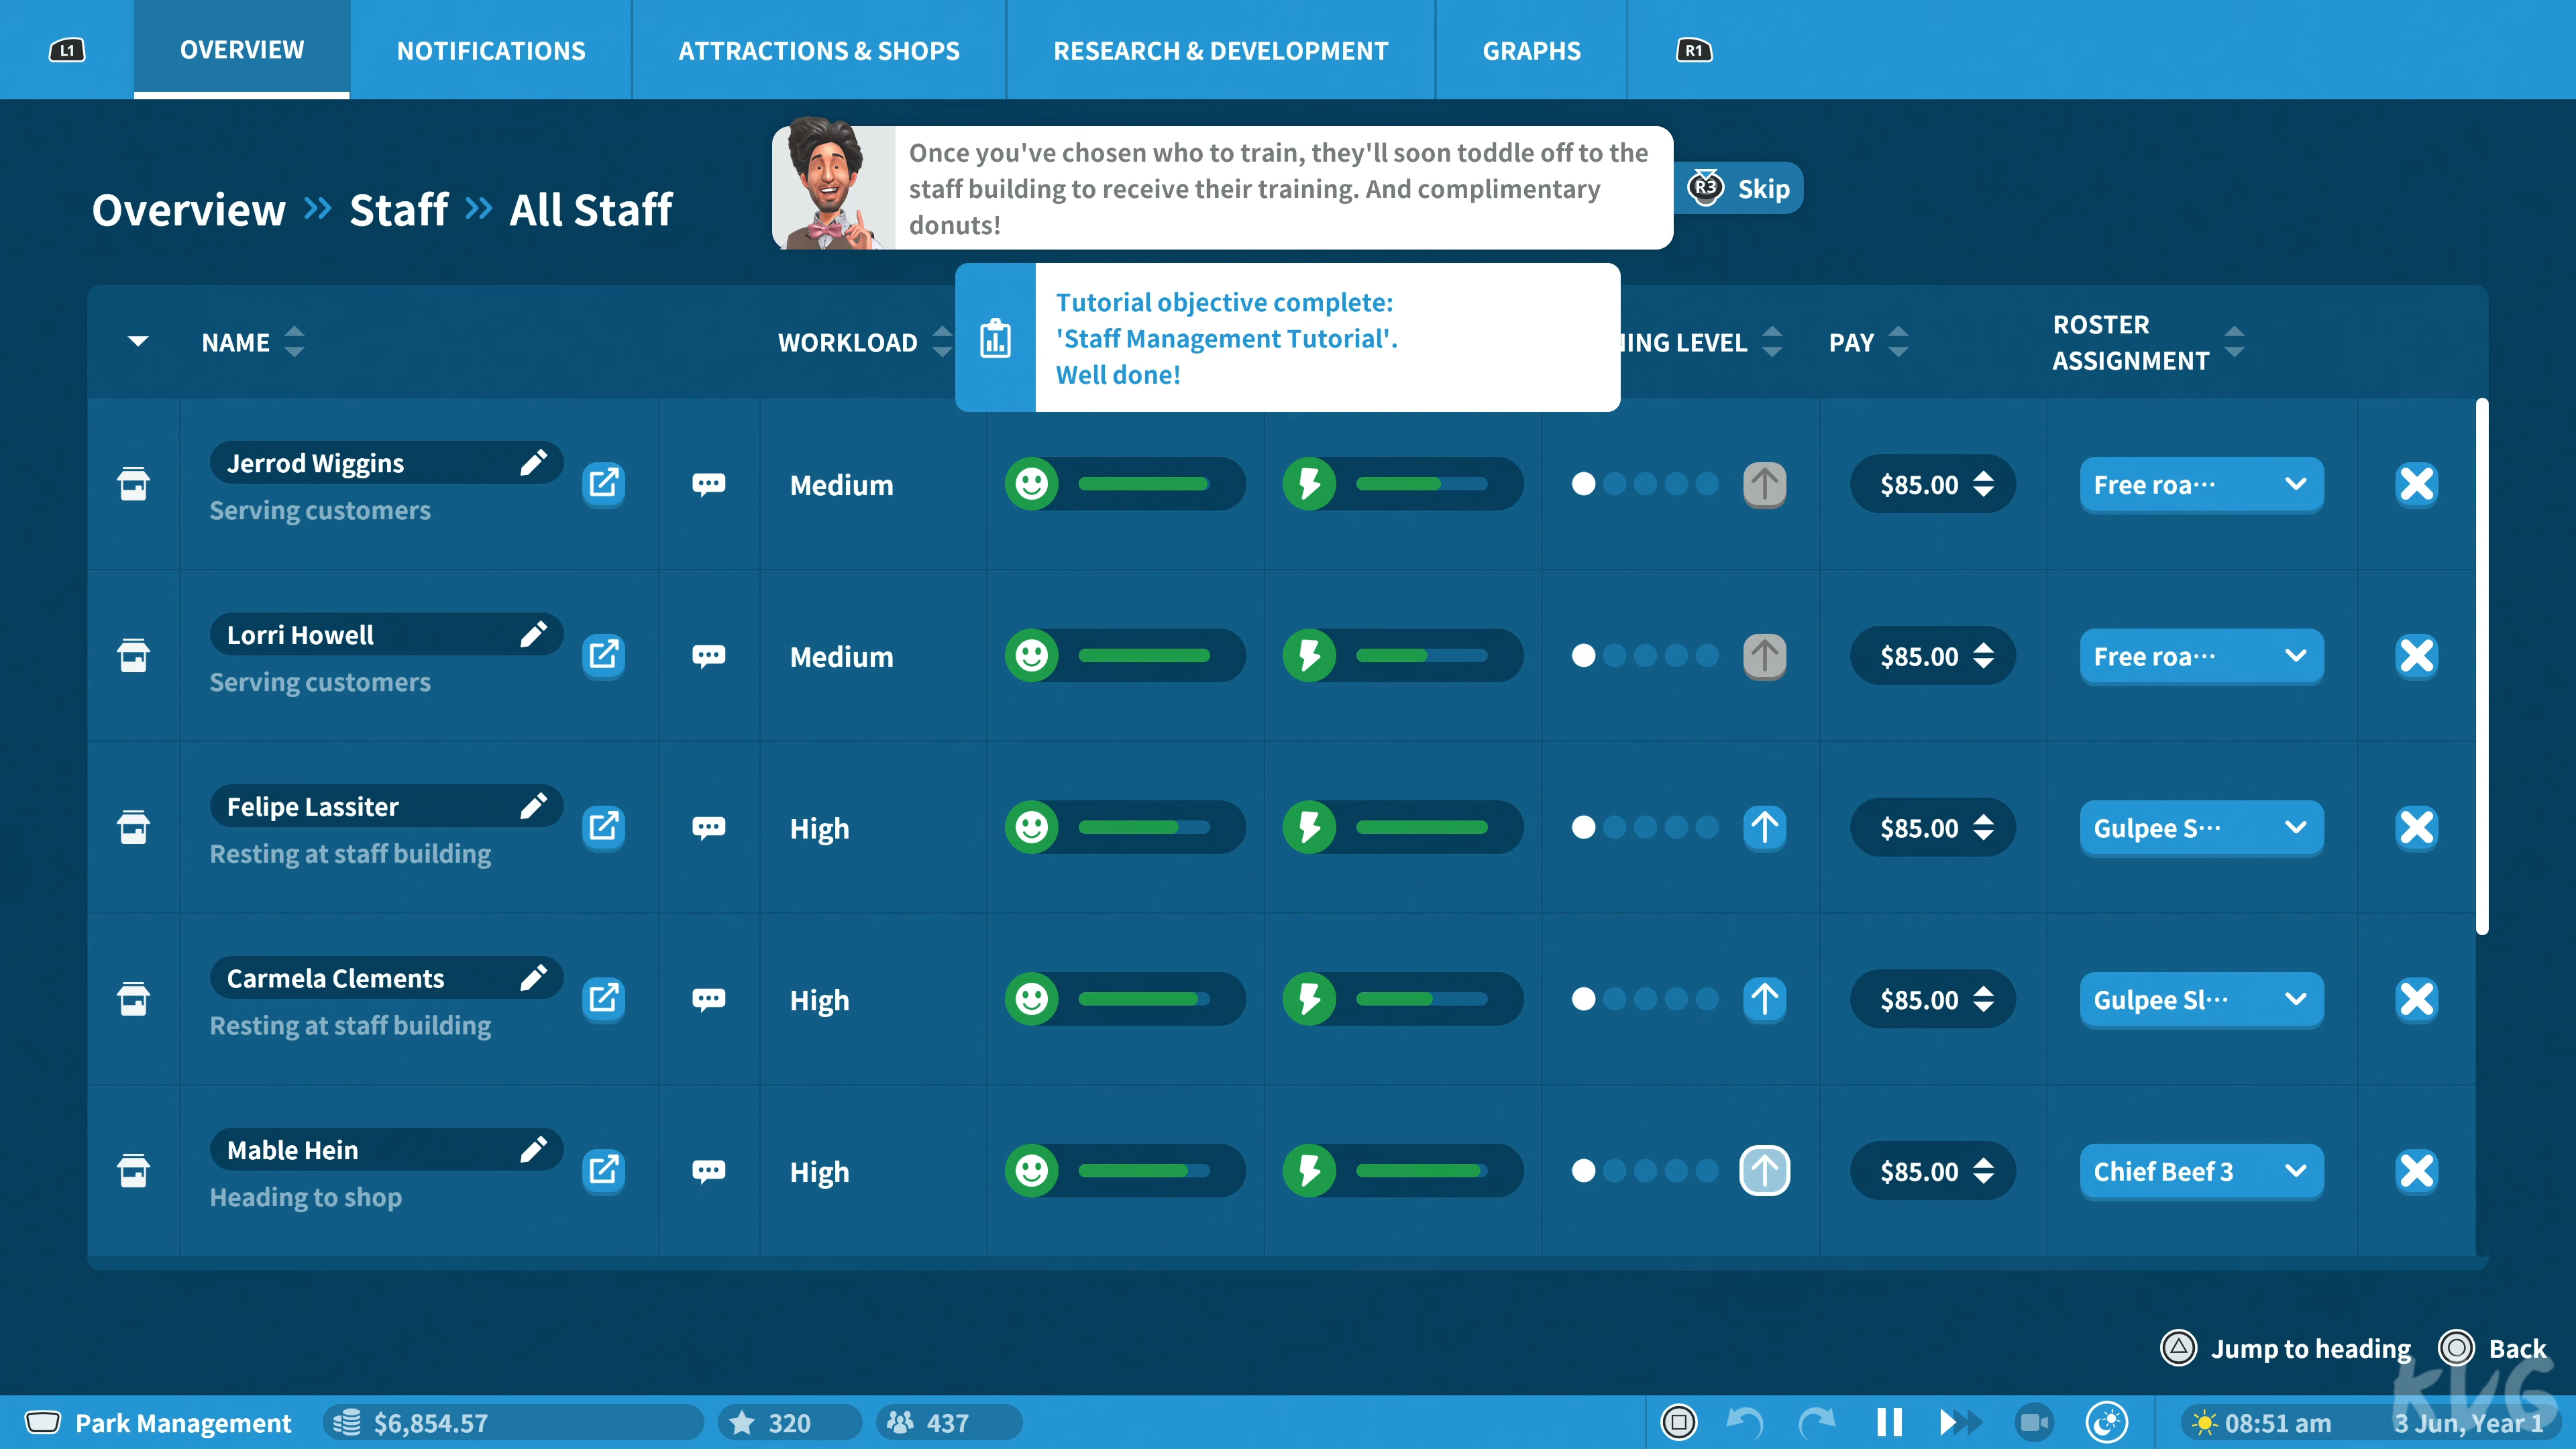 L1
OVERVIEW
NOTIFICATIONS
ATTRACTIONS & SHOPS
RESEARCH & DEVELOPMENT
GRAPHS
R1
Once you've chosen who to train, they'll soon toddle off to the
staff building to receive their training. And complimentary
donuts!
R3 Skip
Overview » Staff » All Staff
Tutorial objective complete:
'Staff Management Tutorial'.
Well done!
NAME
WORKLOAD
NING LEVEL
PAY
ROSTER
ASSIGNMENT
Jerrod Wiggins
Serving customers
Medium
$85.00
Free roa...
Lorri Howell
Serving customers
Medium
$85.00
Free roa...
Felipe Lassiter
Resting at staff building
High
$85.00
Gulpee S...
Carmela Clements
Resting at staff building
High
$85.00
Gulpee Sl...
Mable Hein
Heading to shop
High
$85.00
Chief Beef 3
Jump to heading
Back
KVG
Park Management
$6,854.57
320
437
08:51 am
3 Jun, Year 1